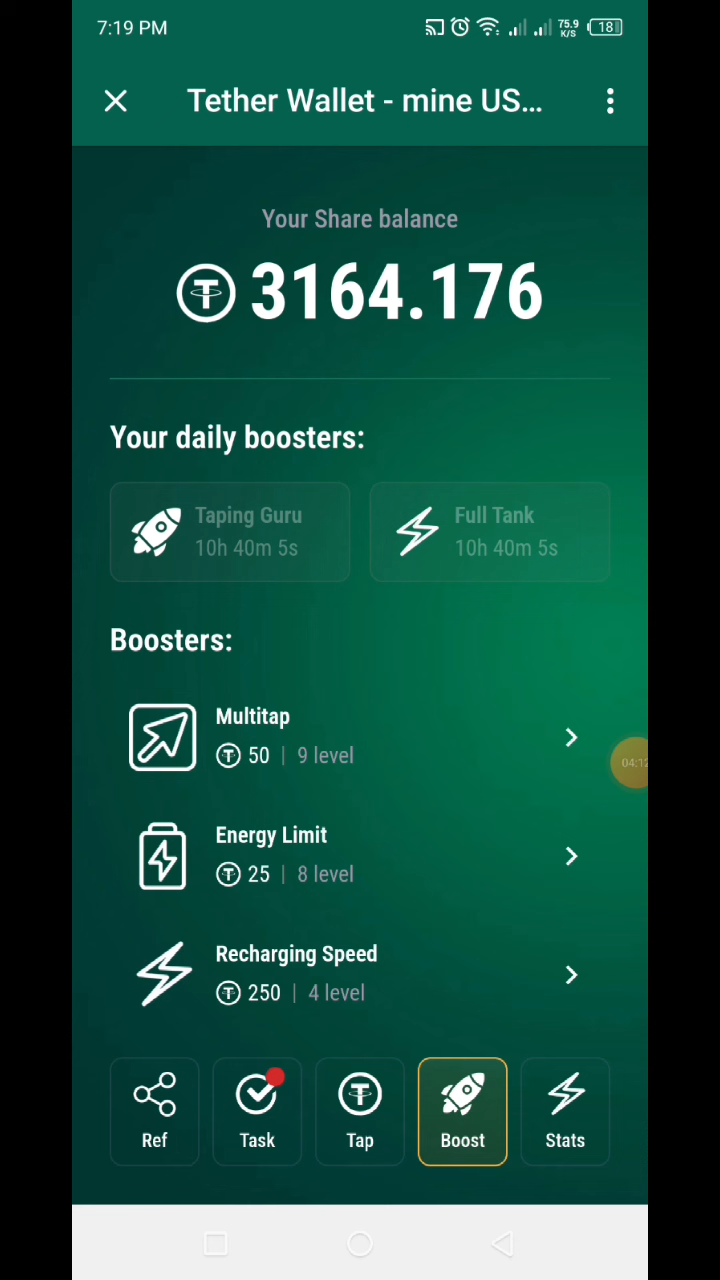 7:19 PM
75.9
K/S
18
Tether Wallet - mine US...
Your Share balance
3164.176
Your daily boosters:
Taping Guru
10h 40m 5s
Full Tank
10h 40m 5s
Boosters:
Multitap
50 | 9 level
04:12
Energy Limit
25 | 8 level
Recharging Speed
250 | 4 level
Ref
Task
Tap
Boost
Stats